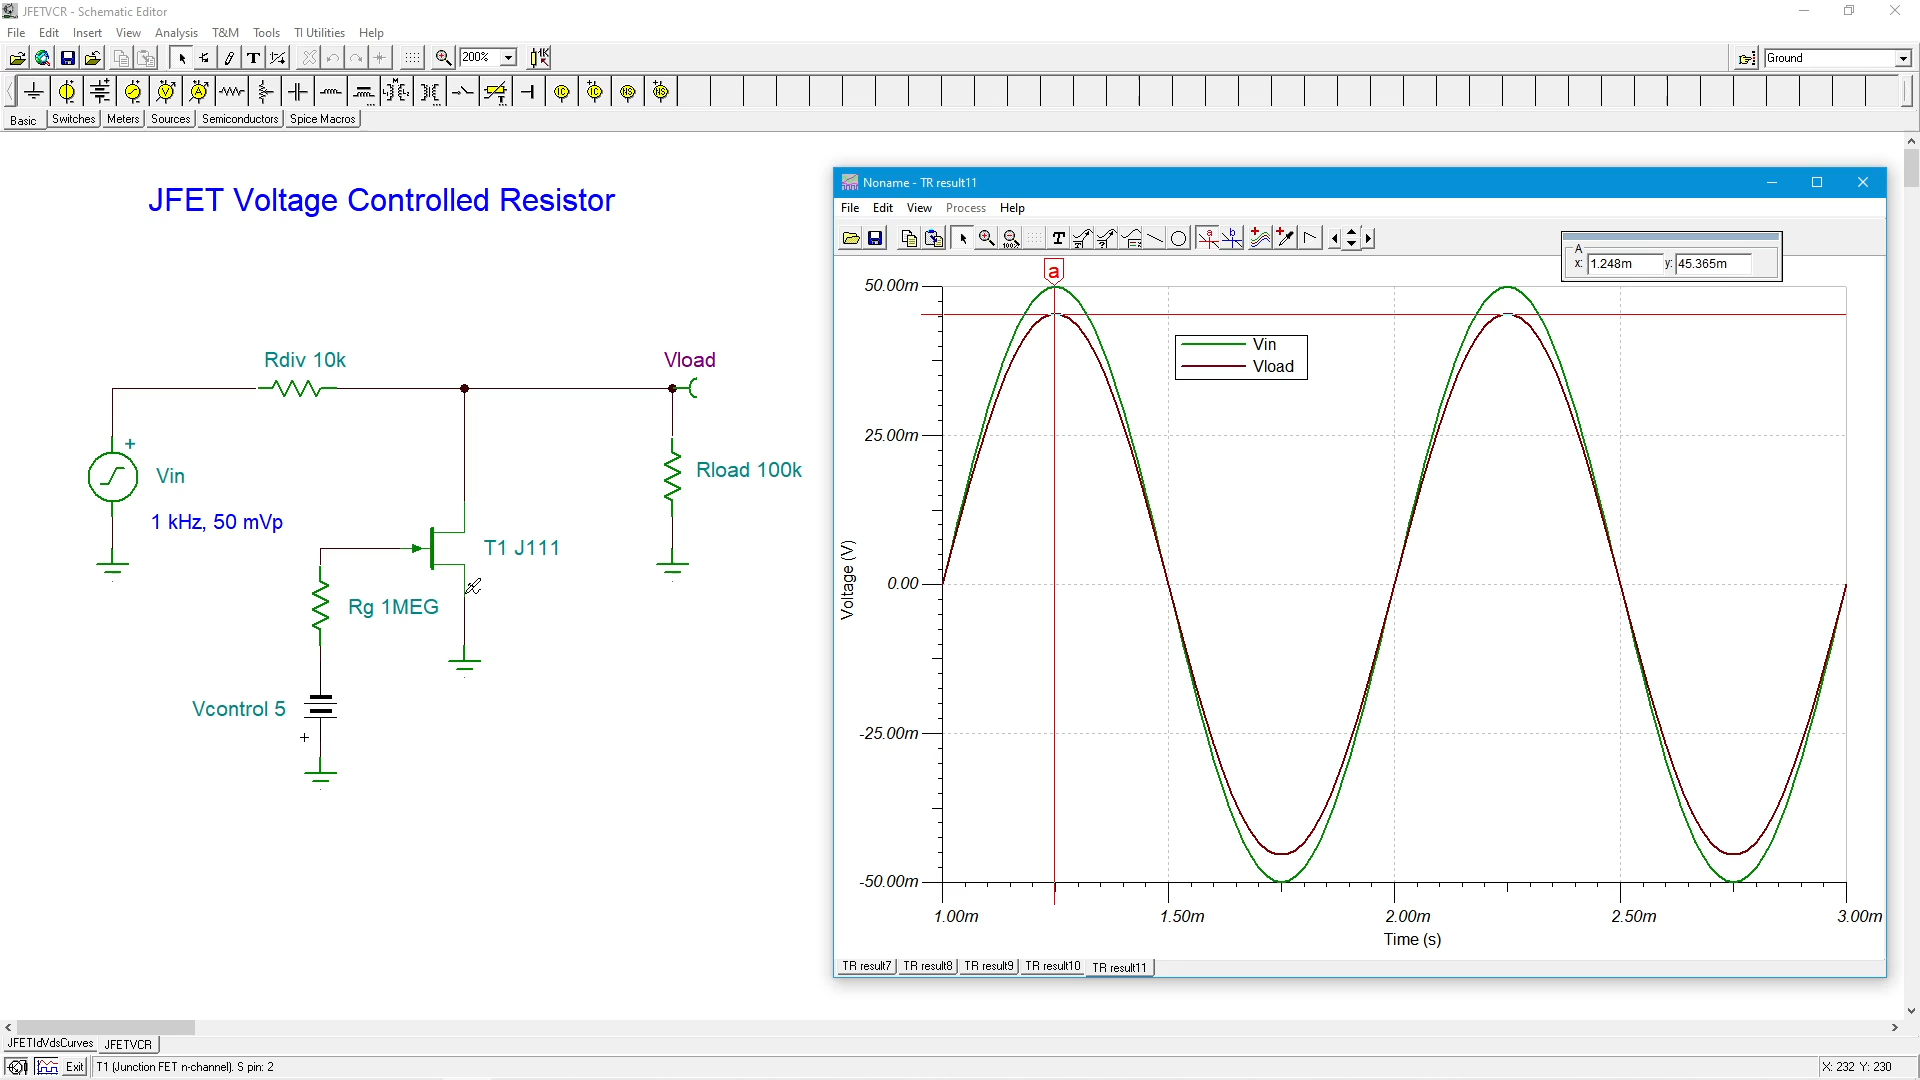 JFETVCR - Schematic Editor
File Edit Insert View Analysis T&M Tools TI Utilities Help
200%
Ground
Basic Switches Meters Sources Semiconductors Spice Macros
JFET Voltage Controlled Resistor
Rdiv 10k
Vload
+
Vin
1 kHz, 50 mVp
Rload 100k
T1 J111
Rg 1MEG
Vcontrol 5
+
Noname - TR result11
File Edit View Process Help
A
x: 1.248m y: 45.365m
a
50.00m
25.00m
0.00
-25.00m
-50.00m
Voltage (V)
Vin
Vload
1.00m 1.50m 2.00m 2.50m 3.00m
Time (s)
TR result7 TR result8 TR result9 TR result10 TR result11
JFETIdVdsCurves JFETVCR
Exit T1 (Junction FET n-channel). S pin: 2
X: 232 Y: 230